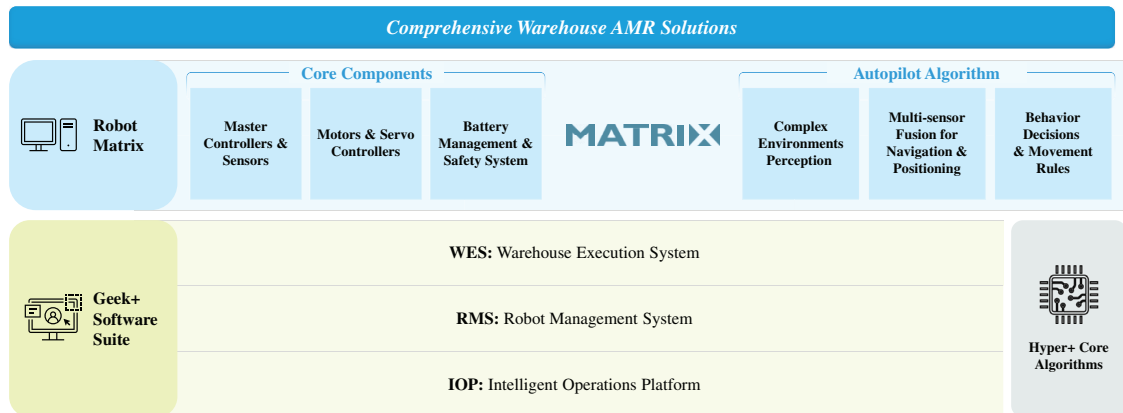 Comprehensive Warehouse AMR Solutions
Robot
Matrix
Core Components
Master
Controllers &
Sensors
Motors & Servo
Controllers
Battery
Management &
Safety System
MATRIX
Autopilot Algorithm
Complex
Environments
Perception
Multi-sensor
Fusion for
Navigation &
Positioning
Behavior
Decisions
& Movement
Rules
Geek+
Software
Suite
WES: Warehouse Execution System
RMS: Robot Management System
IOP: Intelligent Operations Platform
Hyper+ Core
Algorithms